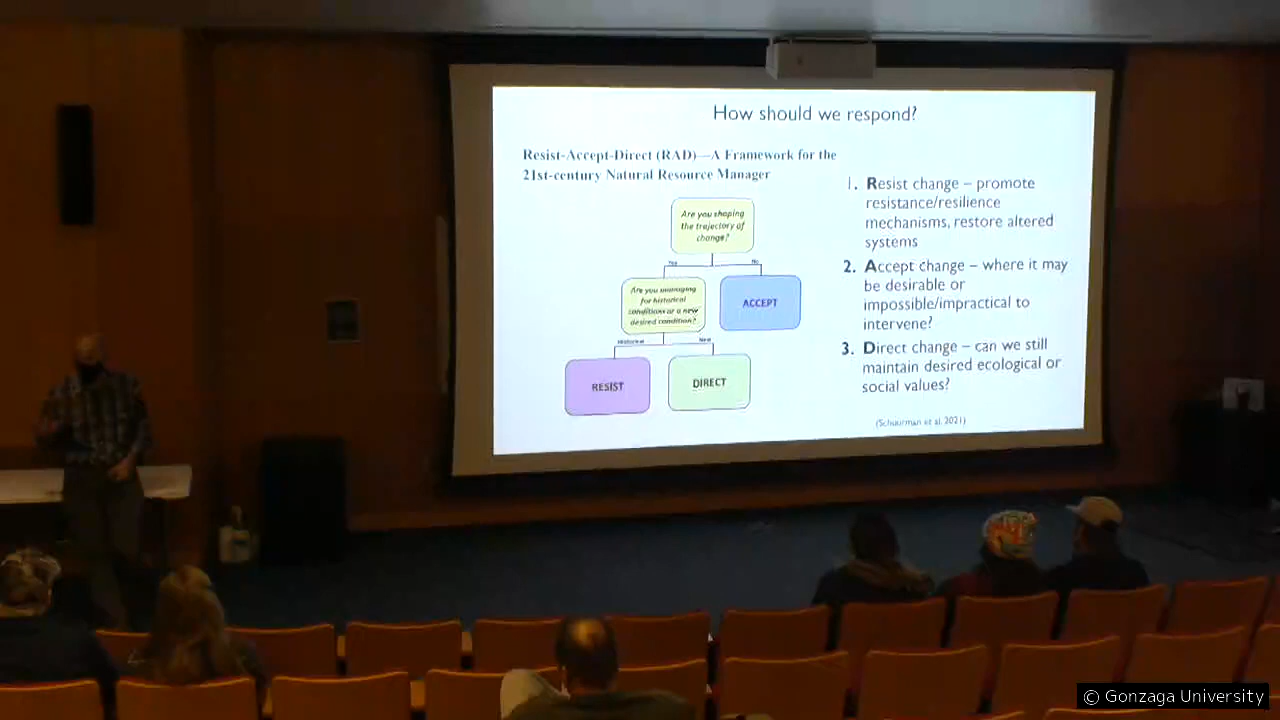 How should we respond?
Resist-Accept-Direct (RAD)—A Framework for the
21st-century Natural Resource Manager
Are you shaping
the trajectory of
change?
Yes
No
Are you managing
for historical
conditions or a new
desired condition?
ACCEPT
Historical
New
RESIST
DIRECT
1. Resist change – promote
resistance/resilience
mechanisms, restore altered
systems
2. Accept change – where it may
be desirable or
impossible/impractical to
intervene?
3. Direct change – can we still
maintain desired ecological or
social values?
(Schuurman et al. 2021)
© Gonzaga University